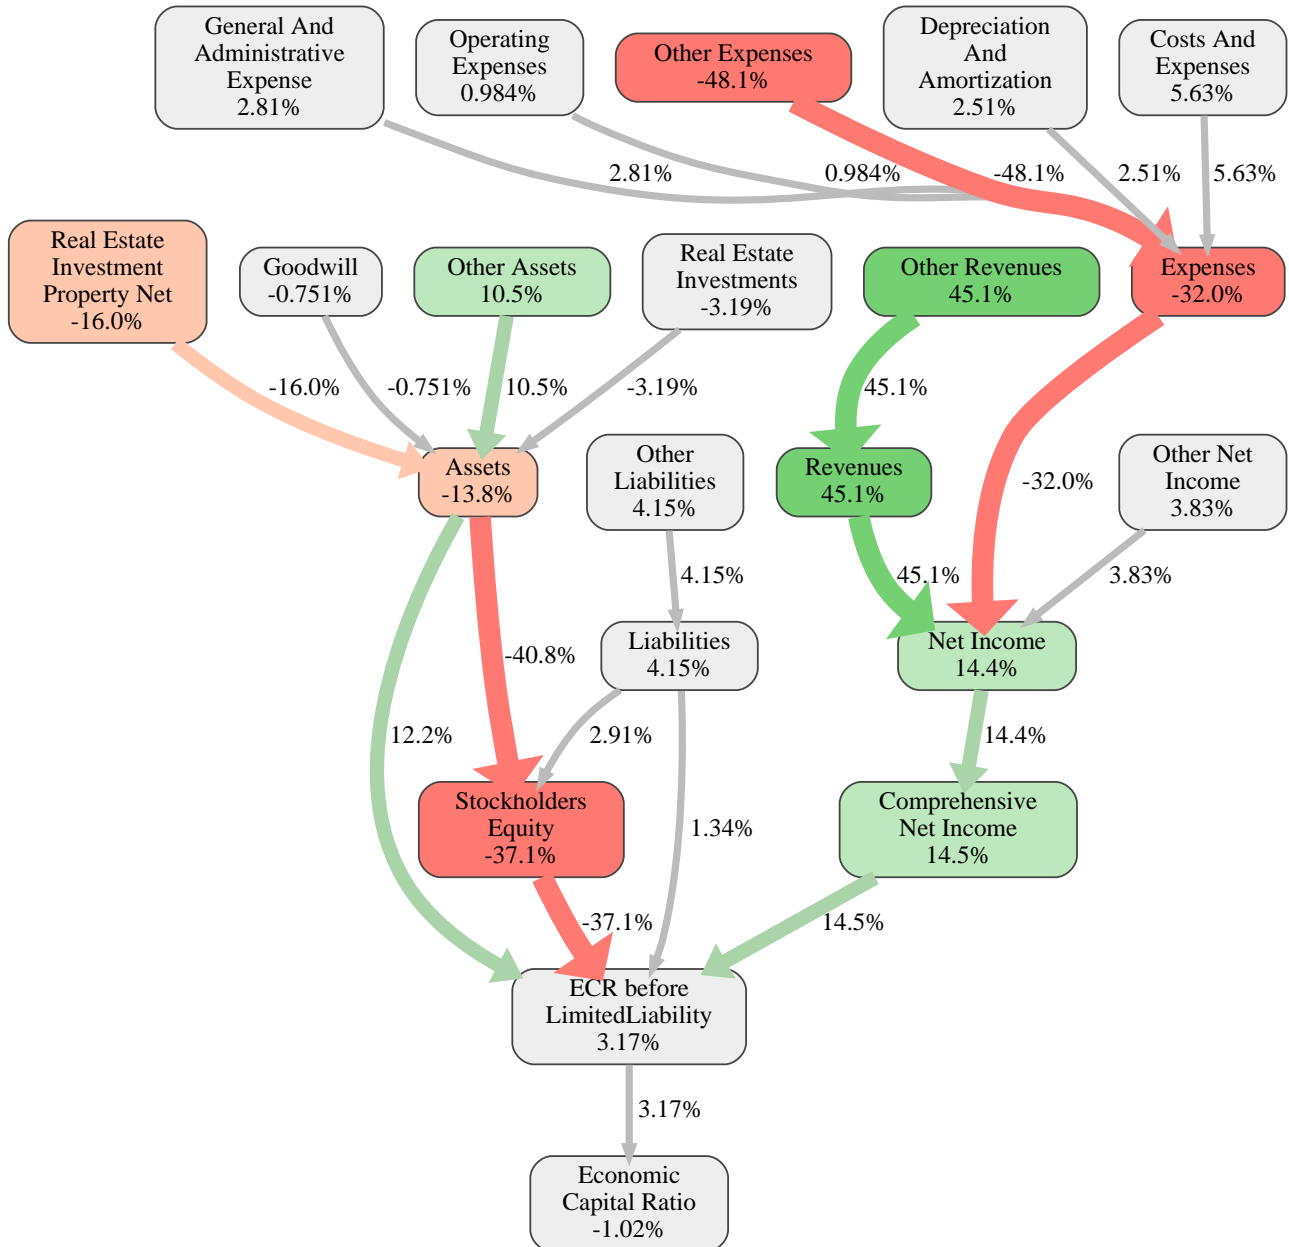 General And
Administrative
Expense
2.81%
Operating
Expenses
0.984%
Other Expenses
-48.1%
Depreciation
And
Amortization
2.51%
Costs And
Expenses
5.63%
2.81%
0.984%
-48.1%
2.51%
5.63%
Real Estate
Investment
Property Net
-16.0%
Goodwill
-0.751%
Other Assets
10.5%
Real Estate
Investments
-3.19%
Other Revenues
45.1%
Expenses
-32.0%
-16.0%
-0.751%
10.5%
-3.19%
45.1%
-32.0%
Assets
-13.8%
Other
Liabilities
4.15%
Revenues
45.1%
Other Net
Income
3.83%
4.15%
45.1%
3.83%
-40.8%
Liabilities
4.15%
Net Income
14.4%
12.2%
2.91%
14.4%
1.34%
Stockholders
Equity
-37.1%
Comprehensive
Net Income
14.5%
-37.1%
14.5%
ECR before
LimitedLiability
3.17%
3.17%
Economic
Capital Ratio
-1.02%